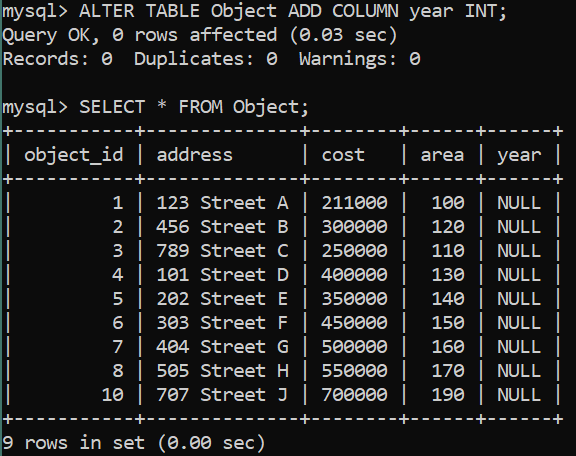 mysql> ALTER TABLE Object ADD COLUMN year INT;
Query OK, 0 rows affected (0.03 sec)
Records: 0  Duplicates: 0  Warnings: 0

mysql> SELECT * FROM Object;
+-----------+--------------+--------+------+------+
| object_id | address      | cost   | area | year |
+-----------+--------------+--------+------+------+
|         1 | 123 Street A | 211000 |  100 | NULL |
|         2 | 456 Street B | 300000 |  120 | NULL |
|         3 | 789 Street C | 250000 |  110 | NULL |
|         4 | 101 Street D | 400000 |  130 | NULL |
|         5 | 202 Street E | 350000 |  140 | NULL |
|         6 | 303 Street F | 450000 |  150 | NULL |
|         7 | 404 Street G | 500000 |  160 | NULL |
|         8 | 505 Street H | 550000 |  170 | NULL |
|        10 | 707 Street J | 700000 |  190 | NULL |
+-----------+--------------+--------+------+------+
9 rows in set (0.00 sec)